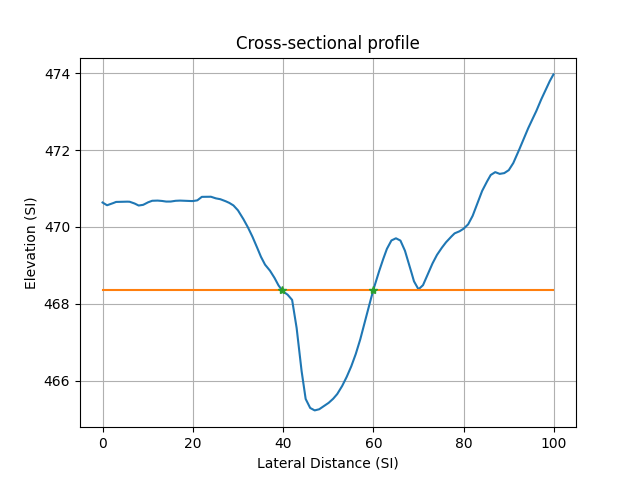 Cross-sectional profile
474
472
470
468
466
Elevation (SI)
0 20 40 60 80 100
Lateral Distance (SI)